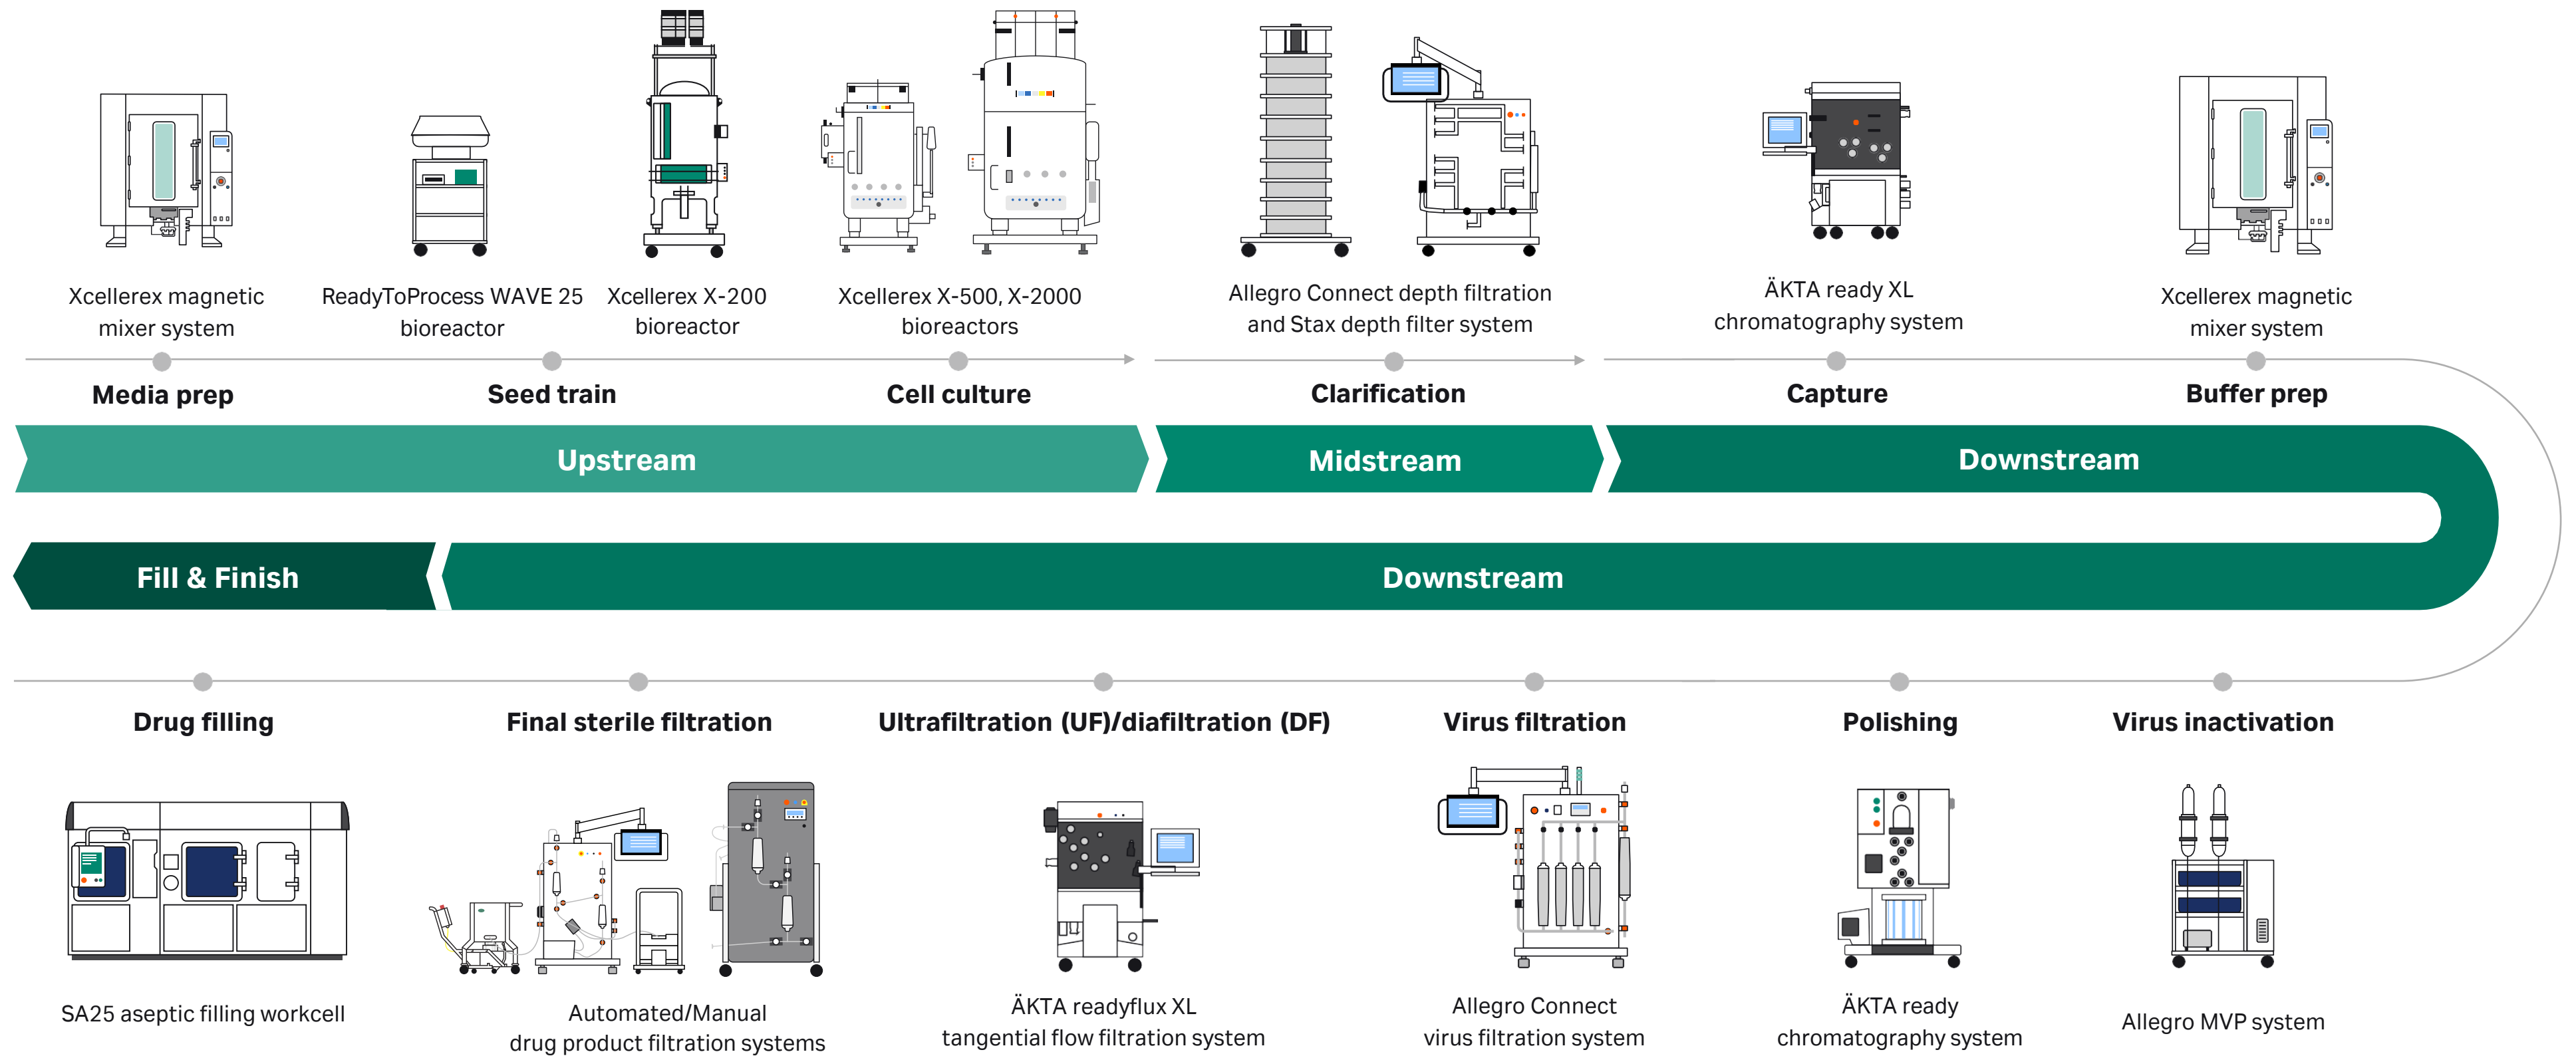 Xcellerex magnetic
mixer system
ReadyToProcess WAVE 25
bioreactor
Xcellerex X-200
bioreactor
Xcellerex X-500, X-2000
bioreactors
Allegro Connect depth filtration
and Stax depth filter system
ÄKTA ready XL
chromatography system
Xcellerex magnetic
mixer system
Media prep
Seed train
Cell culture
Clarification
Capture
Buffer prep
Upstream
Midstream
Downstream
Fill & Finish
Downstream
Drug filling
Final sterile filtration
Ultrafiltration (UF)/diafiltration (DF)
Virus filtration
Polishing
Virus inactivation
SA25 aseptic filling workcell
Automated/Manual
drug product filtration systems
ÄKTA readyflux XL
tangential flow filtration system
Allegro Connect
virus filtration system
ÄKTA ready
chromatography system
Allegro MVP system